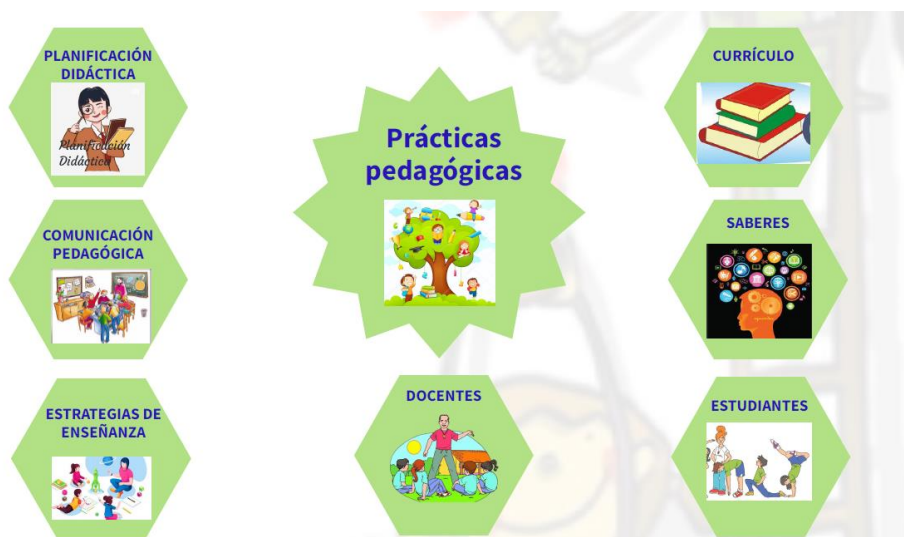 PLANIFICACIÓN
DIDÁCTICA
Planificación
Didáctica
COMUNICACIÓN
PEDAGÓGICA
ESTRATEGIAS DE
ENSEÑANZA
Prácticas
pedagógicas
DOCENTES
CURRÍCULO
SABERES
ESTUDIANTES